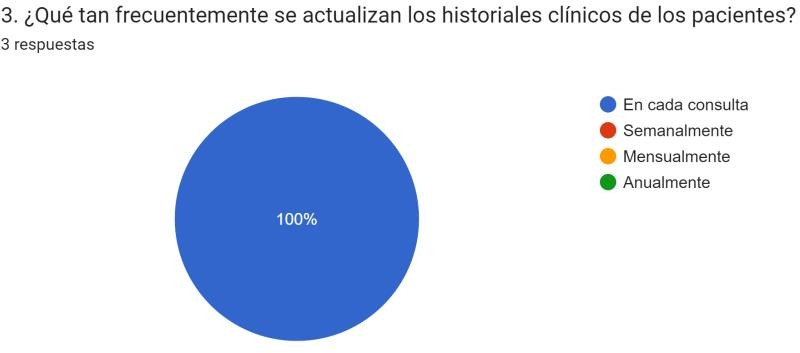 3. ¿Qué tan frecuentemente se actualizan los historiales clínicos de los pacientes?
3 respuestas
En cada consulta
Semanalmente
Mensualmente
Anualmente
100%